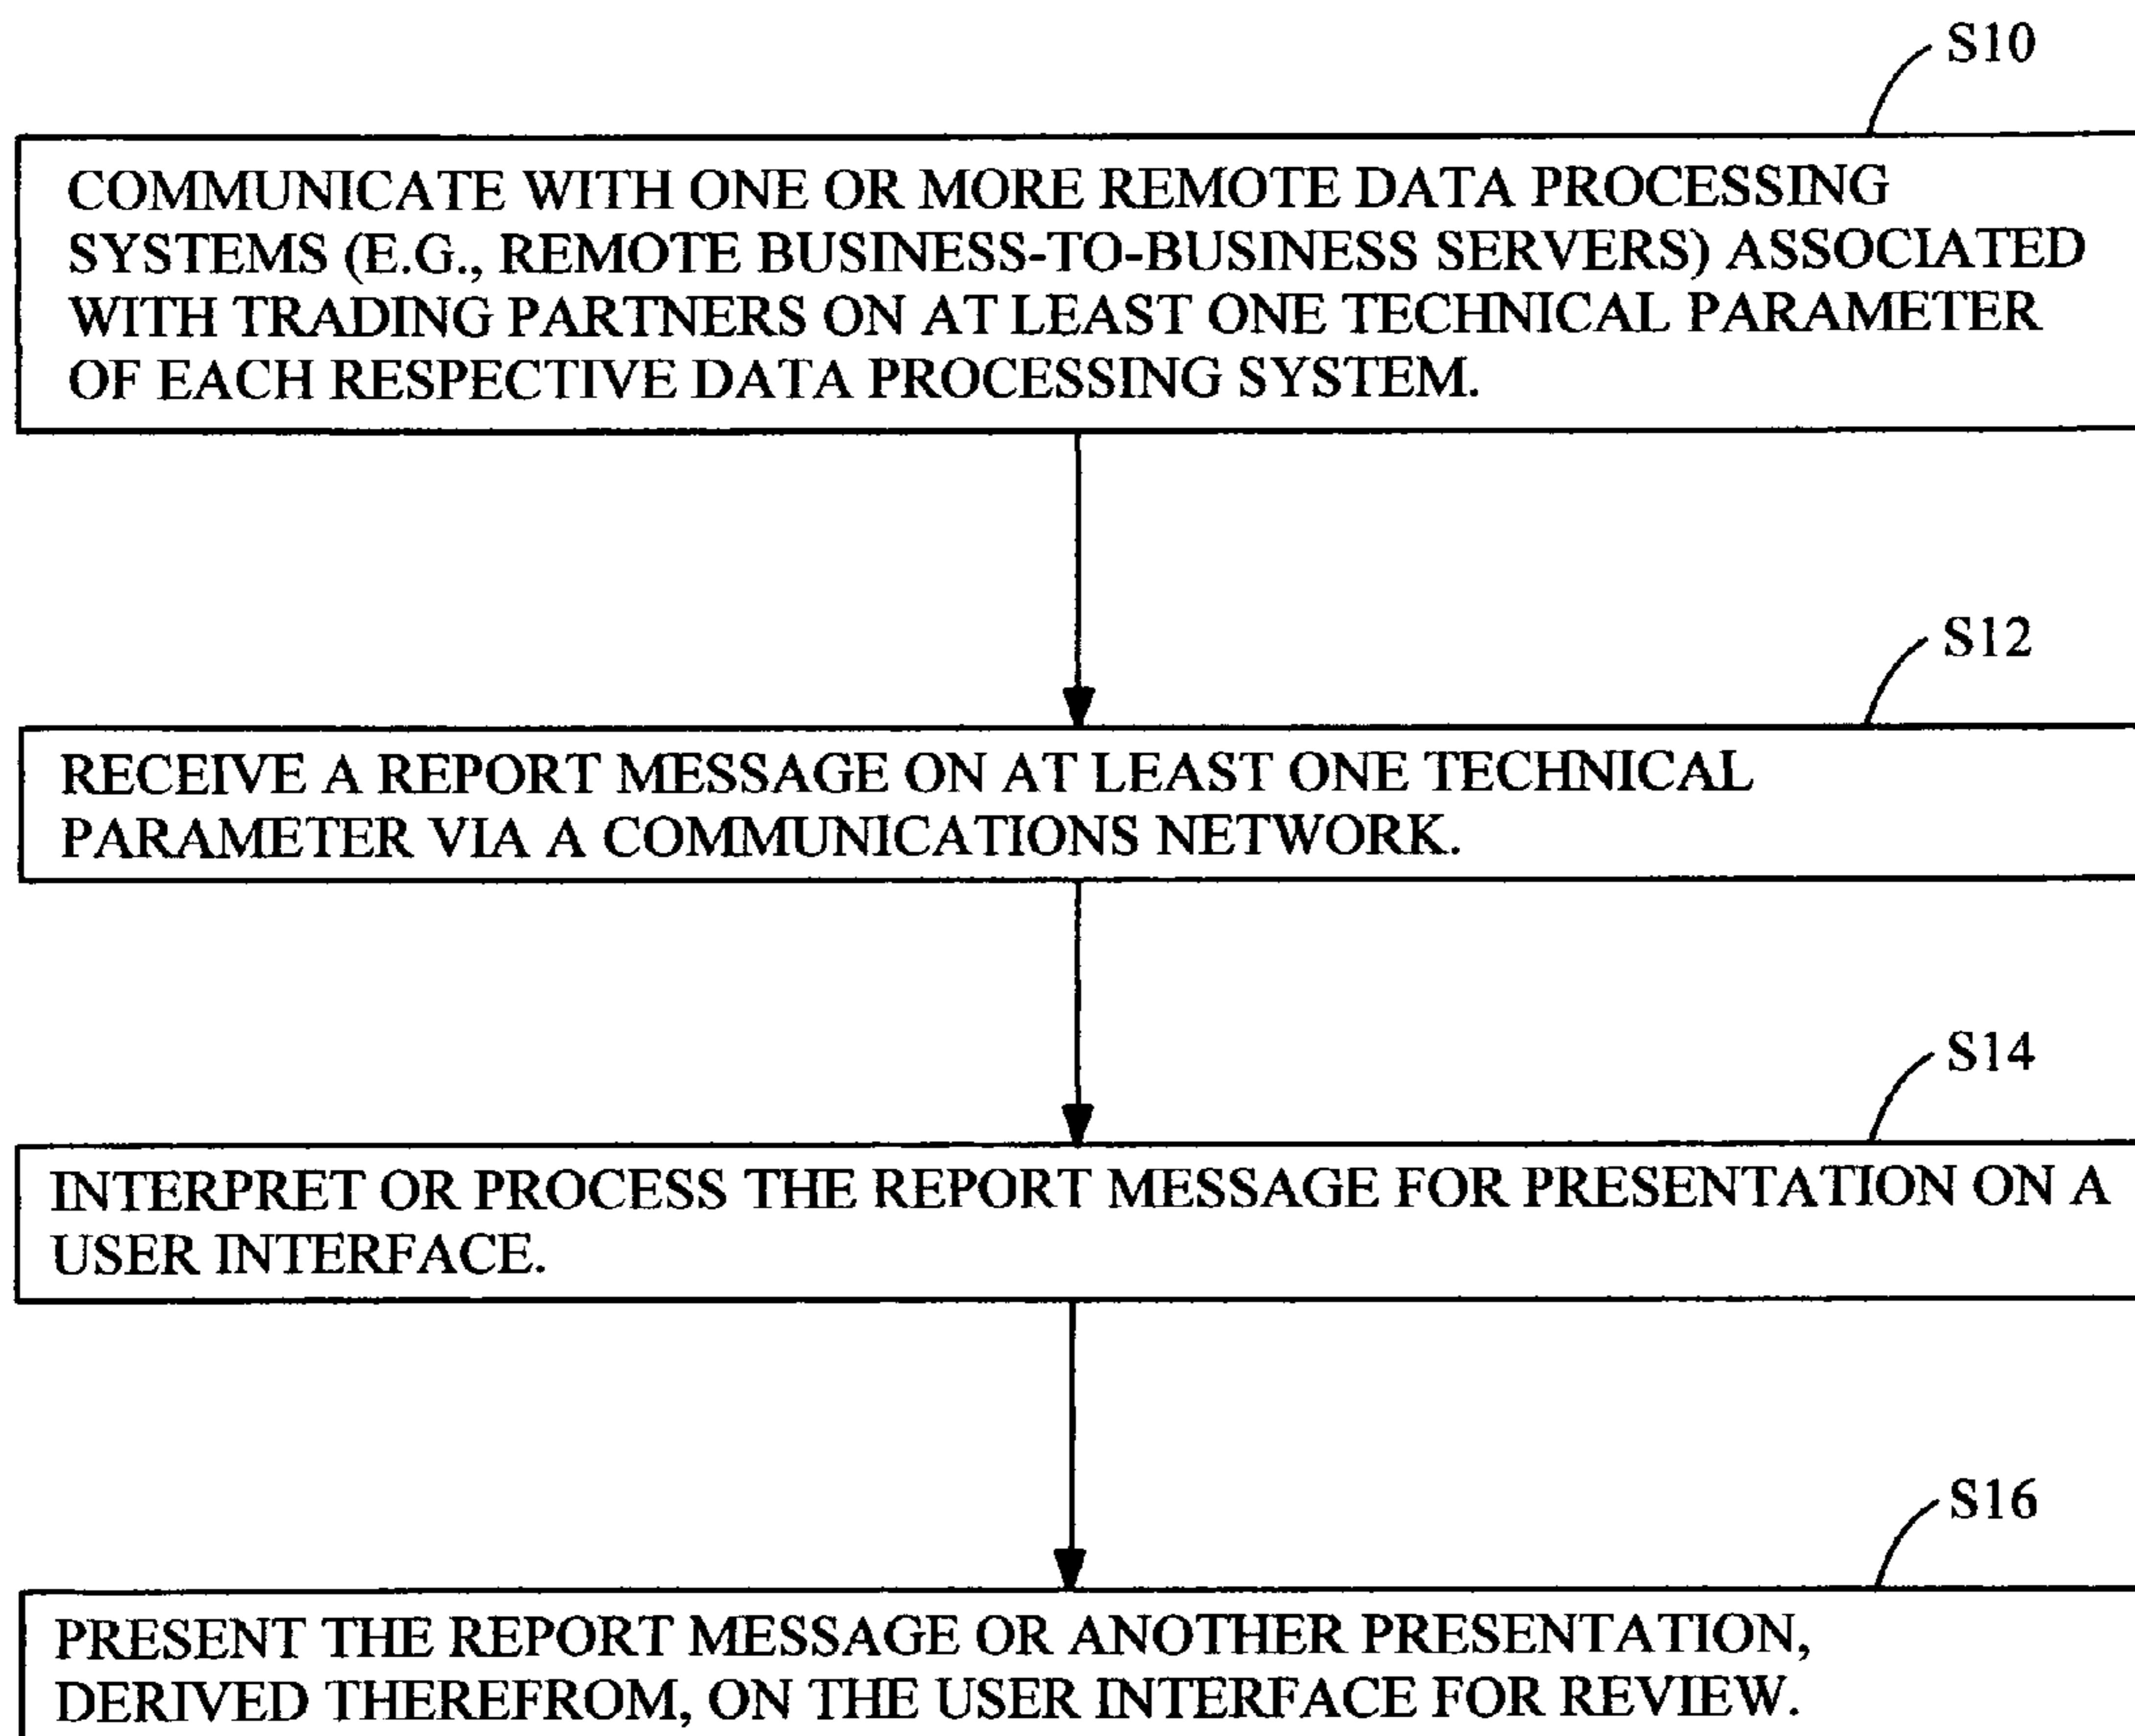 S10
COMMUNICATE WITH ONE OR MORE REMOTE DATA PROCESSING
SYSTEMS (E.G., REMOTE BUSINESS-TO-BUSINESS SERVERS) ASSOCIATED
WITH TRADING PARTNERS ON AT LEAST ONE TECHNICAL PARAMETER
OF EACH RESPECTIVE DATA PROCESSING SYSTEM.
S12
RECEIVE A REPORT MESSAGE ON AT LEAST ONE TECHNICAL
PARAMETER VIA A COMMUNICATIONS NETWORK.
S14
INTERPRET OR PROCESS THE REPORT MESSAGE FOR PRESENTATION ON A
USER INTERFACE.
S16
PRESENT THE REPORT MESSAGE OR ANOTHER PRESENTATION,
DERIVED THEREFROM, ON THE USER INTERFACE FOR REVIEW.